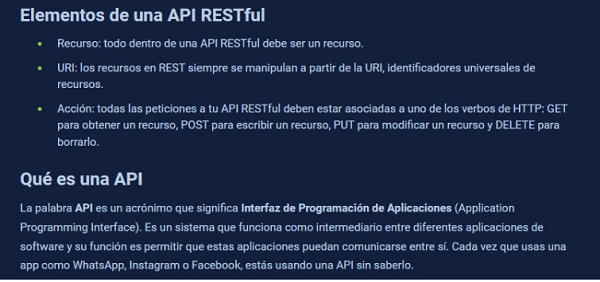 Elementos de una API RESTful
Recurso: todo dentro de una API RESTful debe ser un recurso.
URI: los recursos en REST siempre se manipulan a partir de la URI, identificadores universales de
recursos.
Acción: todas las peticiones a tu API RESTful deben estar asociadas a uno de los verbos de HTTP: GET
para obtener un recurso, POST para escribir un recurso, PUT para modificar un recurso y DELETE para
borrarlo.
Qué es una API
La palabra API es un acrónimo que significa Interfaz de Programación de Aplicaciones (Application
Programming Interface). Es un sistema que funciona como intermediario entre diferentes aplicaciones de
software y su función es permitir que estas aplicaciones puedan comunicarse entre sí. Cada vez que usas una
app como WhatsApp, Instagram o Facebook, estás usando una API sin saberlo.